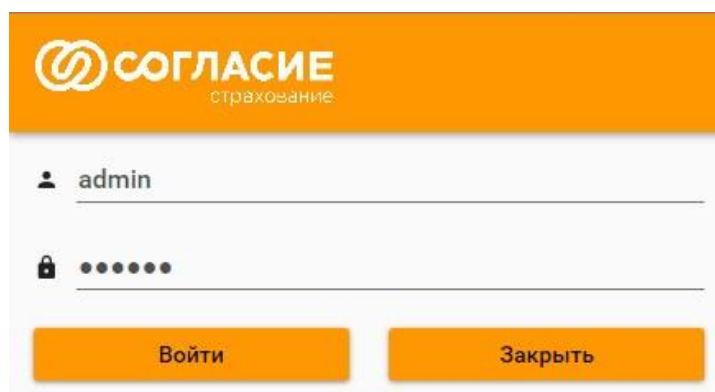 СОГЛАСИЕ
страхование
admin
••••••
Войти
Закрыть